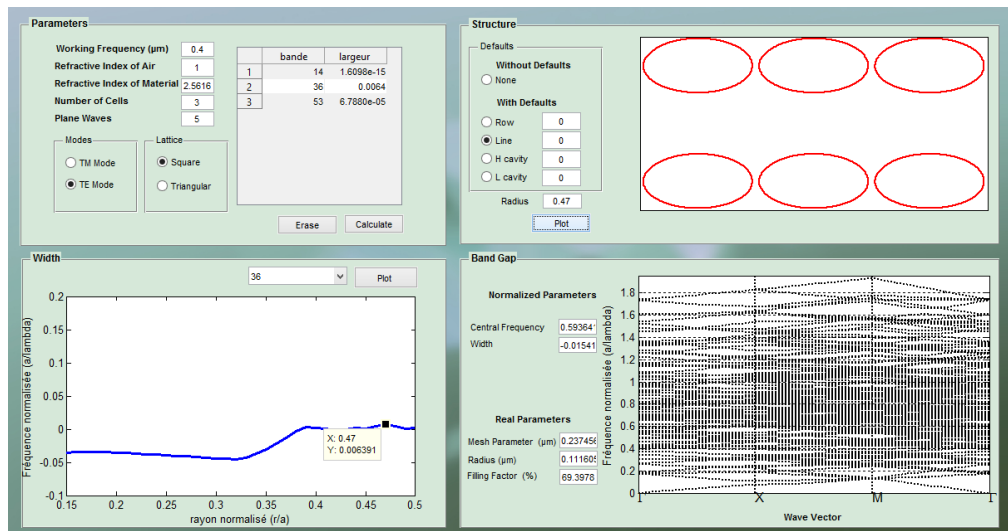 Parameters
Working Frequency (µm) 0.4
Refractive Index of Air 1
Refractive Index of Material 2.5616
Number of Cells 3
Plane Waves 5
Modes
TM Mode
TE Mode
Lattice
Square
Triangular
bande largeur
1 14 1.6098e-15
2 36 0.0064
3 53 6.7880e-05
Erase Calculate
Structure
Defaults
Without Defaults
None
With Defaults
Row 0
Line 0
H cavity 0
L cavity 0
Radius 0.47
Plot
Width
36 Plot
Fréquence normalisée (a/lambda)
0.2
0.15
0.1
0.05
0
-0.05
-0.1
X: 0.47
Y: 0.006391
0.15 0.2 0.25 0.3 0.35 0.4 0.45 0.5
rayon normalisé (r/a)
Band Gap
Normalized Parameters
Central Frequency 0.59364
Width -0.01541
Real Parameters
Mesh Parameter (µm) 0.237456
Radius (µm) 0.111605
Filling Factor (%) 69.3978
Fréquence normalisée (a/lambda)
1.8
1.6
1.4
1.2
1
0.8
0.6
0.4
0.2
0
X M
Wave Vector